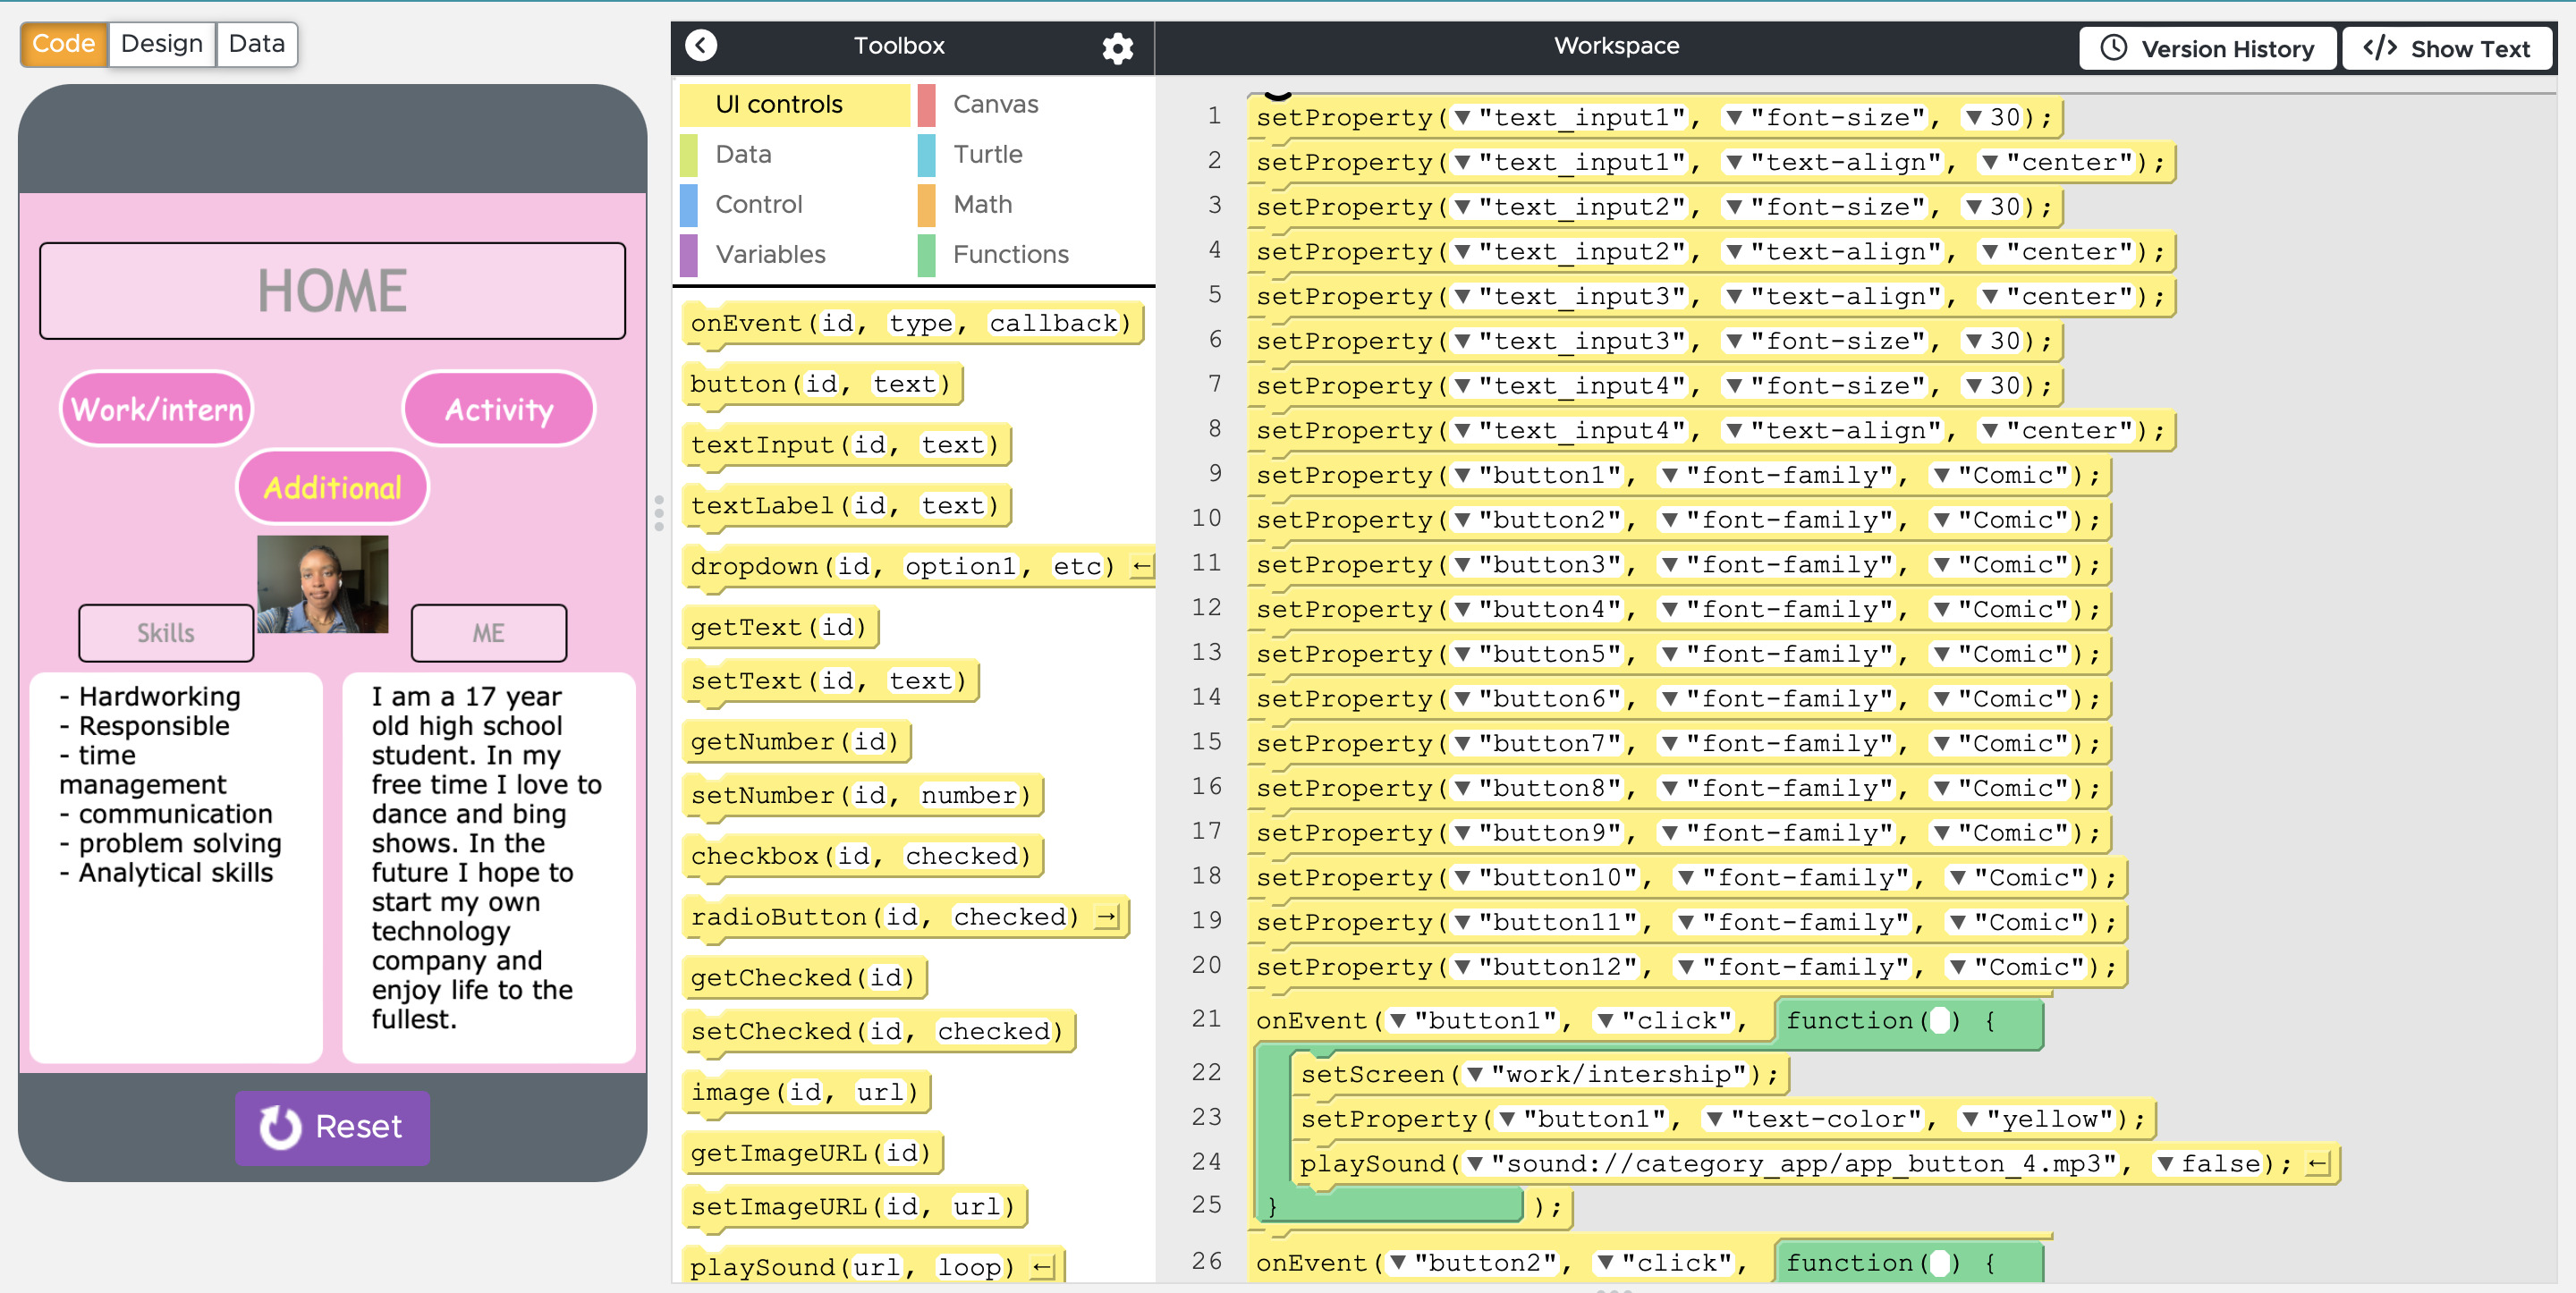 Code Design Data
HOME
Work/intern
Activity
Additional
Skills
ME
- Hardworking
- Responsible
- time
management
- communication
- problem solving
- Analytical skills
I am a 17 year
old high school
student. In my
free time I love to
dance and bing
shows. In the
future I hope to
start my own
technology
company and
enjoy life to the
fullest.
Reset
Toolbox
UI controls
Canvas
Data
Turtle
Control
Math
Variables
Functions
onEvent(id, type, callback)
button(id, text)
textInput(id, text)
textLabel(id, text)
dropdown(id, option1, etc) ←
getText(id)
setText(id, text)
getNumber(id)
setNumber(id, number)
checkbox(id, checked)
radioButton(id, checked) →
getChecked(id)
setChecked(id, checked)
image(id, url)
getImageURL(id)
setImageURL(id, url)
playSound(url, loop) ←
Workspace
Version History
</> Show Text
1 setProperty(▼"text_input1", ▼"font-size", ▼30);
2 setProperty(▼"text_input1", ▼"text-align", ▼"center");
3 setProperty(▼"text_input2", ▼"font-size", ▼30);
4 setProperty(▼"text_input2", ▼"text-align", ▼"center");
5 setProperty(▼"text_input3", ▼"text-align", ▼"center");
6 setProperty(▼"text_input3", ▼"font-size", ▼30);
7 setProperty(▼"text_input4", ▼"font-size", ▼30);
8 setProperty(▼"text_input4", ▼"text-align", ▼"center");
9 setProperty(▼"button1", ▼"font-family", ▼"Comic");
10 setProperty(▼"button2", ▼"font-family", ▼"Comic");
11 setProperty(▼"button3", ▼"font-family", ▼"Comic");
12 setProperty(▼"button4", ▼"font-family", ▼"Comic");
13 setProperty(▼"button5", ▼"font-family", ▼"Comic");
14 setProperty(▼"button6", ▼"font-family", ▼"Comic");
15 setProperty(▼"button7", ▼"font-family", ▼"Comic");
16 setProperty(▼"button8", ▼"font-family", ▼"Comic");
17 setProperty(▼"button9", ▼"font-family", ▼"Comic");
18 setProperty(▼"button10", ▼"font-family", ▼"Comic");
19 setProperty(▼"button11", ▼"font-family", ▼"Comic");
20 setProperty(▼"button12", ▼"font-family", ▼"Comic");
21 onEvent(▼"button1", ▼"click", function( ) {
22 setScreen(▼"work/intership");
23 setProperty(▼"button1", ▼"text-color", ▼"yellow");
24 playSound(▼"sound://category_app/app_button_4.mp3", ▼false); ←
25 } );
26 onEvent(▼"button2", ▼"click", function( ) {